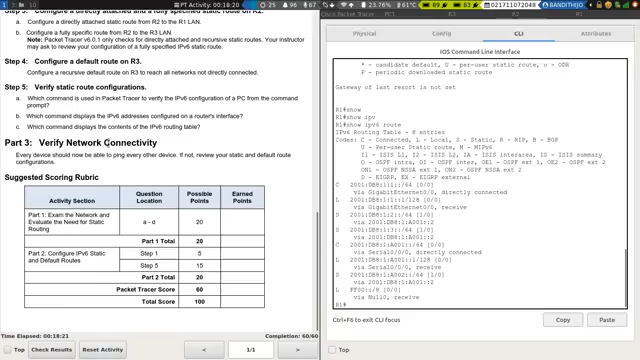 PT Activity: 00:18:20
25
96
67
23.76%
61°C
89
83
021711072048
BANDITHIJO
Step 3: Configure a directly attached and a fully specified static route on R2.
a. Configure a directly attached static route from R2 to the R1 LAN.
b. Configure a fully specific route from R2 to the R3 LAN.
Note: Packet Tracer v6.0.1 only checks for directly attached and recursive static routes. Your Instructor
may ask to review your configuration of a fully specified IPv6 static route.
Step 4: Configure a default route on R3.
Configure a recursive default route on R3 to reach all networks not directly connected.
Step 5: Verify static route configurations.
a. Which command is used in Packet Tracer to verify the IPv6 configuration of a PC from the command
prompt?
b. Which command displays the IPv6 addresses configured on a router's interface?
c. Which command displays the contents of the IPv6 routing table?
Part 3: Verify Network Connectivity
Every device should now be able to ping every other device. If not, review your static and default route
configurations.
Suggested Scoring Rubric
Activity Section
Question Location
Possible Points
Earned Points
Part 1: Exam the Network and Evaluate the Need for Static Routing
a - d
20
Part 1 Total
20
Part 2: Configure IPv6 Static and Default Routes
Step 1
5
Step 5
15
Part 2 Total
20
Packet Tracer Score
60
Total Score
100
Time Elapsed: 00:18:21
Completion: 60/60
Top
Check Results
Reset Activity
<
1/1
>
Cisco Packet Tracer
PC1
R2
R3
Physical
Config
CLI
Attributes
IOS Command Line Interface
* - candidate default, U - per-user static route, o - ODR
P - periodic downloaded static route
Gateway of last resort is not set
R1#show
R1#show ipv
R1#show ipv6 route
IPv6 Routing Table - 8 entries
Codes: C - Connected, L - Local, S - Static, R - RIP, B - BGP
U - Per-user Static route, M - MIPv6
I1 - ISIS L1, I2 - ISIS L2, IA - ISIS interarea, IS - ISIS summary
O - OSPF intra, OI - OSPF inter, OE1 - OSPF ext 1, OE2 - OSPF ext 2
ON1 - OSPF NSSA ext 1, ON2 - OSPF NSSA ext 2
D - EIGRP, EX - EIGRP external
C 2001:DB8:1:1::/64 [0/0]
via GigabitEthernet0/0, directly connected
L 2001:DB8:1:1::1/128 [0/0]
via GigabitEthernet0/0, receive
S 2001:DB8:1:2::/64 [1/0]
via 2001:DB8:1:A001::2
S 2001:DB8:1:3::/64 [1/0]
via 2001:DB8:1:A001::2
C 2001:DB8:1:A001::/64 [0/0]
via Serial0/0/0, directly connected
L 2001:DB8:1:A001::1/128 [0/0]
via Serial0/0/0, receive
S 2001:DB8:1:A002::/64 [1/0]
via 2001:DB8:1:A001::2
L FF00::/8 [0/0]
via Null0, receive
R1#
Ctrl+F6 to exit CLI focus
Copy
Paste
Top